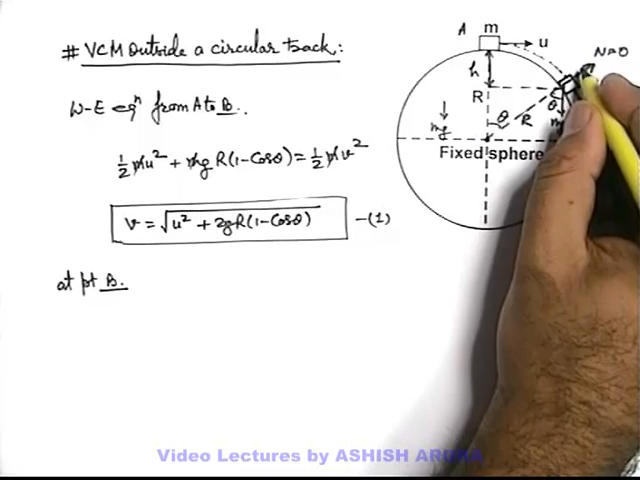 # VCM Outside a circular track:
W-E eqⁿ from A to B.
½mu² + mgR(1-Cosθ) = ½mv²
v = √u² + 2gR(1-Cosθ) -(1)
at pt B.
A m
u
N=0
h
R
θ R
θ
mg
Fixed sphere
Video Lectures by ASHISH ARORA